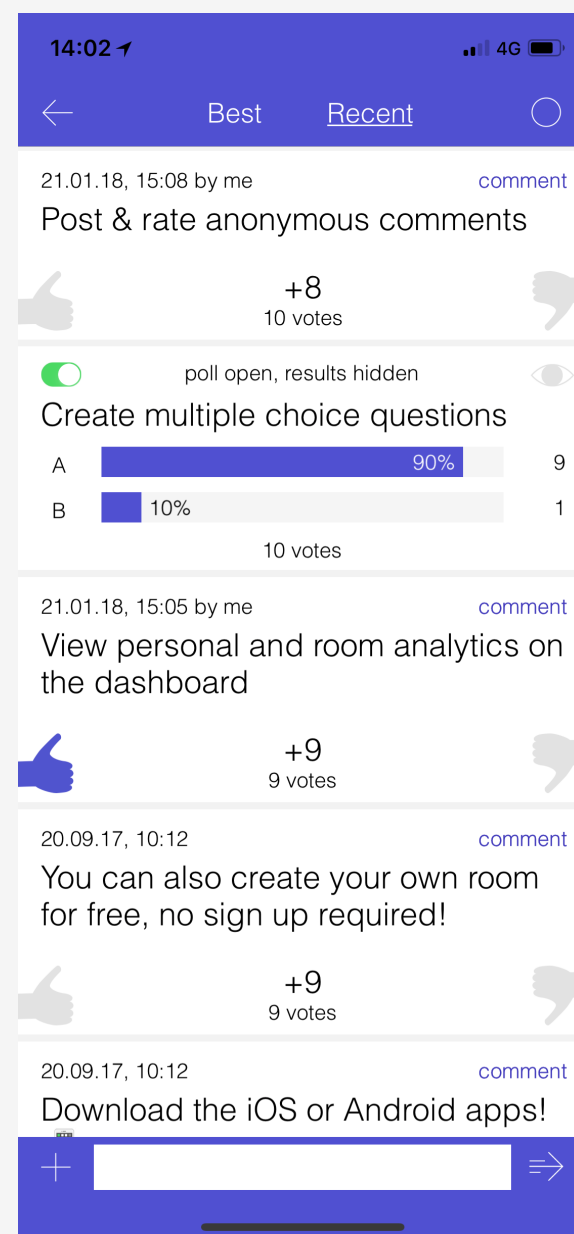 14:02
4G
Best Recent
21.01.18, 15:08 by me comment
Post & rate anonymous comments
+8
10 votes
poll open, results hidden
Create multiple choice questions
A 90% 9
B 10% 1
10 votes
21.01.18, 15:05 by me comment
View personal and room analytics on
the dashboard
+9
9 votes
20.09.17, 10:12 comment
You can also create your own room
for free, no sign up required!
+9
9 votes
20.09.17, 10:12 comment
Download the iOS or Android apps!